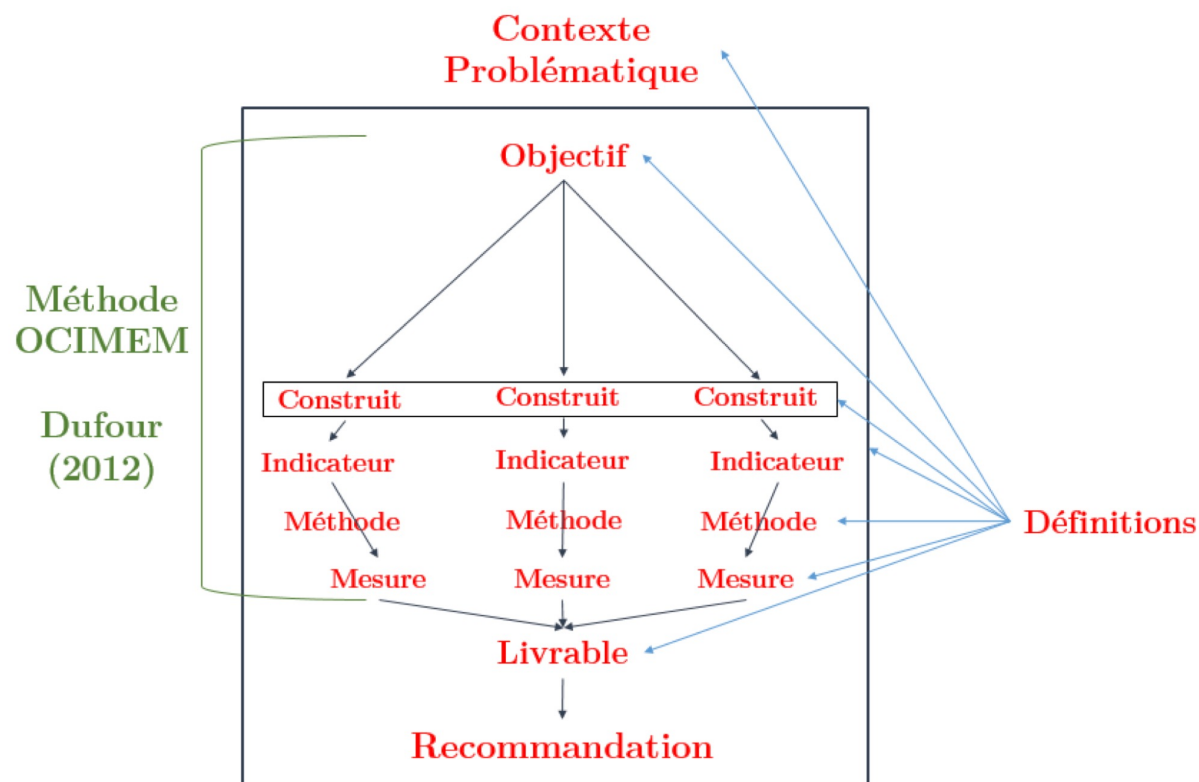 Contexte
Problématique
Objectif
Méthode
OCIMEM
Dufour
(2012)
Construit Construit Construit
Indicateur Indicateur Indicateur
Méthode Méthode Méthode
Définitions
Mesure Mesure Mesure
Livrable
Recommandation